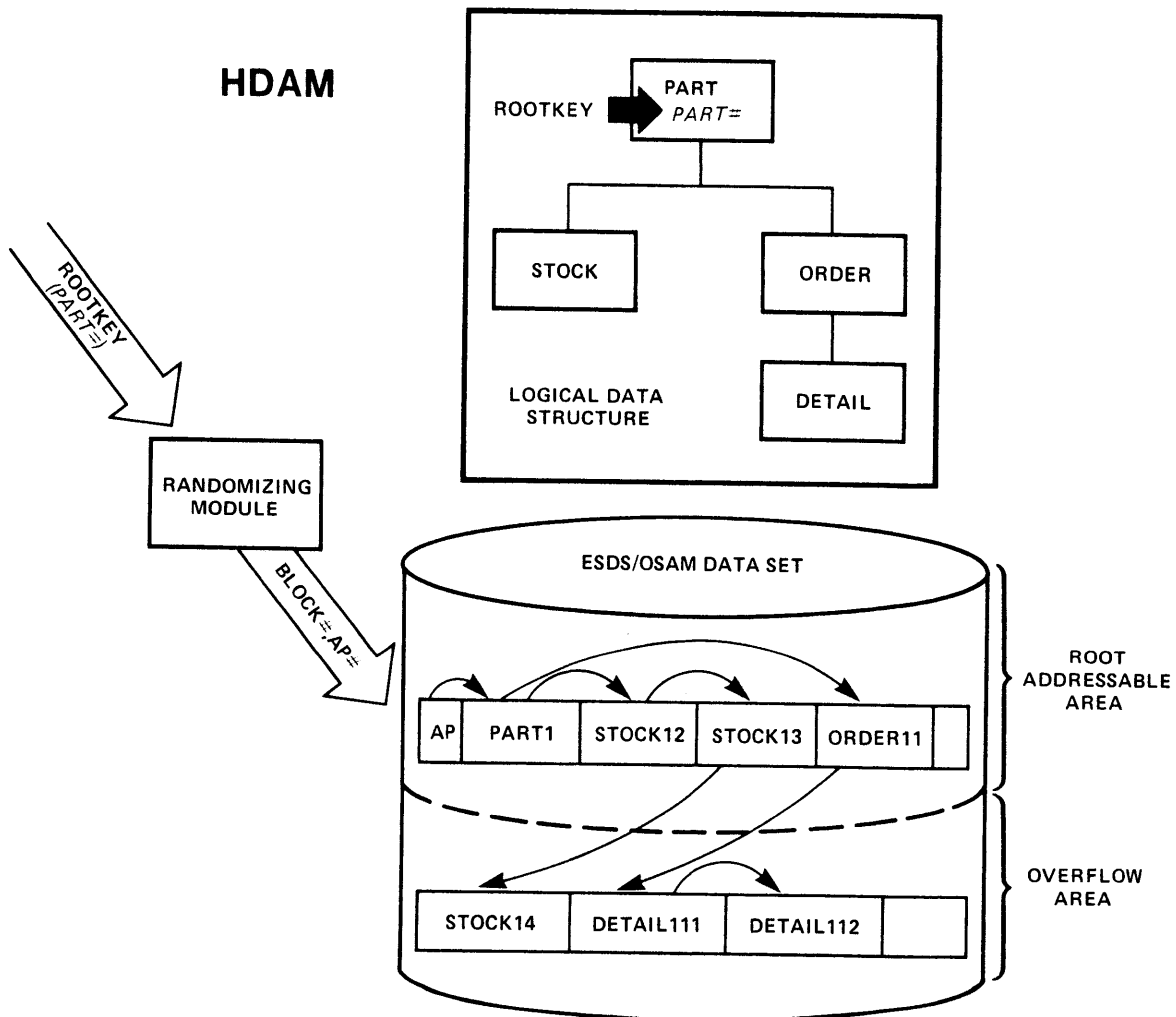 HDAM
PART
ROOTKEY
PART#
STOCK
ORDER
LOGICAL DATA
STRUCTURE
DETAIL
ROOTKEY
(PART#)
RANDOMIZING
MODULE
BLOCK#,AP#
ESDS/OSAM DATA SET
AP
PART1
STOCK12
STOCK13
ORDER11
ROOT
ADDRESSABLE
AREA
STOCK14
DETAIL111
DETAIL112
OVERFLOW
AREA